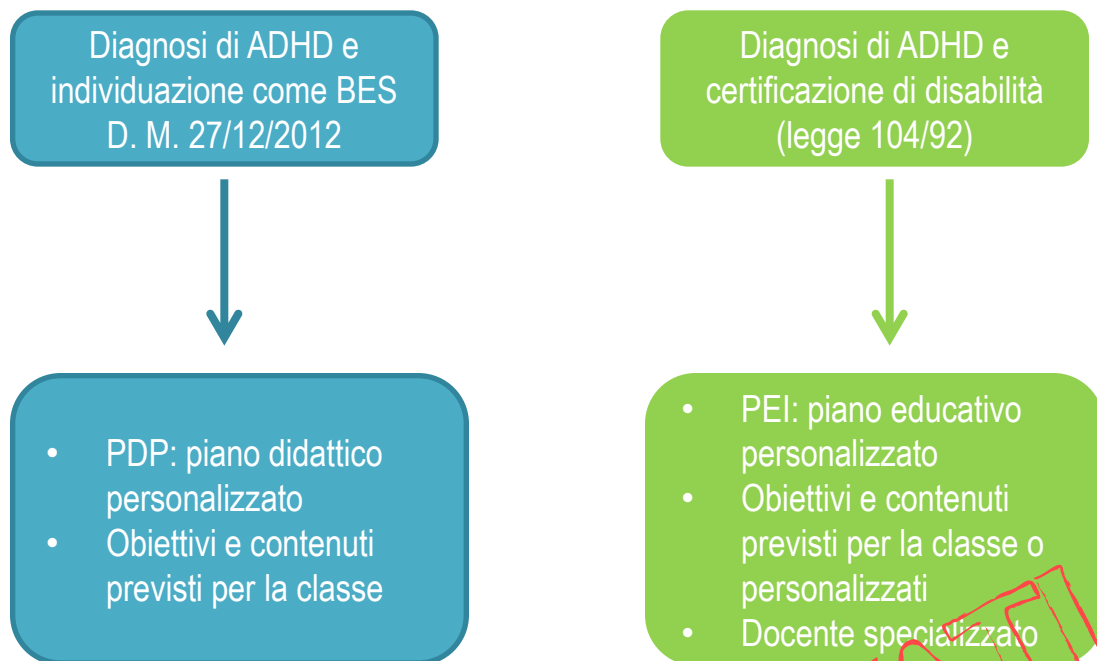 Diagnosi di ADHD e
individuazione come BES
D. M. 27/12/2012
Diagnosi di ADHD e
certificazione di disabilità
(legge 104/92)
• PDP: piano didattico
personalizzato
• Obiettivi e contenuti
previsti per la classe
• PEI: piano educativo
personalizzato
• Obiettivi e contenuti
previsti per la classe o
personalizzati
• Docente specializzato